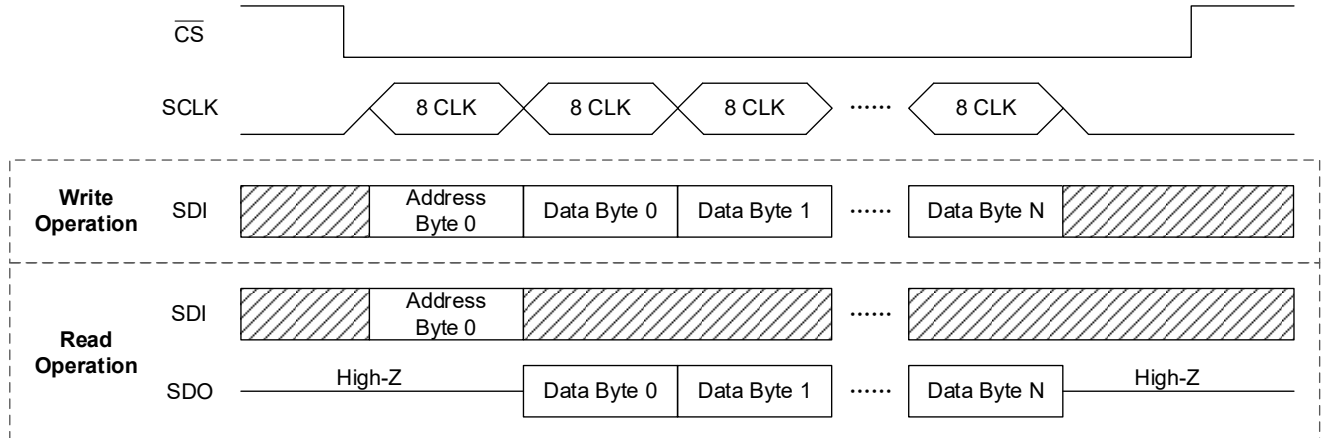 CS
SCLK 8 CLK 8 CLK 8 CLK ...... 8 CLK
Write
Operation
SDI
Address
Byte 0
Data Byte 0 Data Byte 1 ...... Data Byte N
Read
Operation
SDI
Address
Byte 0
......
SDO High-Z Data Byte 0 Data Byte 1 ...... Data Byte N High-Z